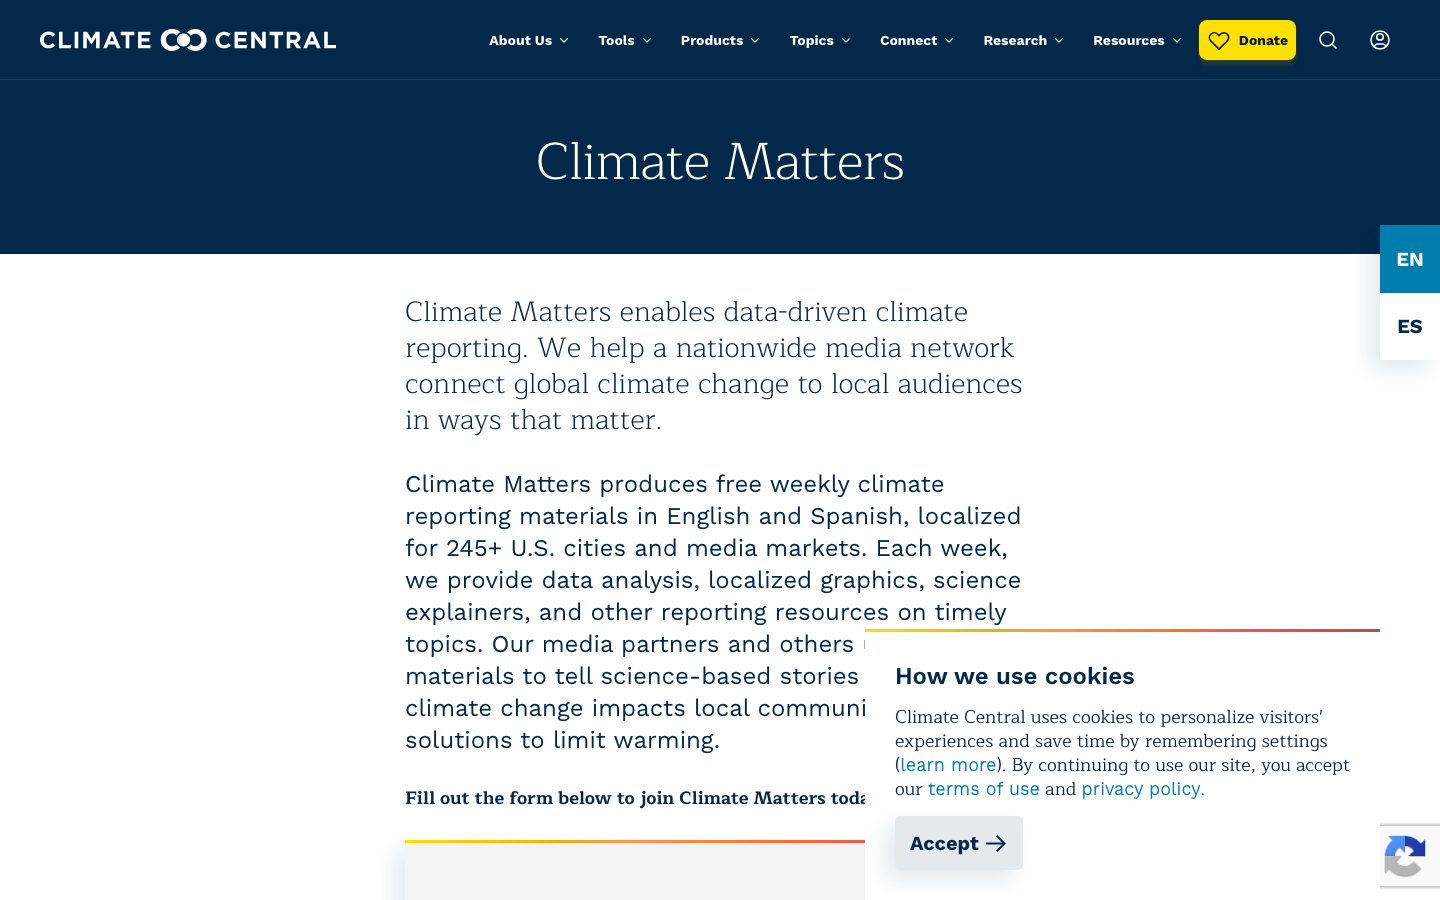 CLIMATE CENTRAL
About Us
Tools
Products
Topics
Connect
Research
Resources
Donate
Climate Matters
EN
ES
Climate Matters enables data-driven climate
reporting. We help a nationwide media network
connect global climate change to local audiences
in ways that matter.
Climate Matters produces free weekly climate
reporting materials in English and Spanish, localized
for 245+ U.S. cities and media markets. Each week,
we provide data analysis, localized graphics, science
explainers, and other reporting resources on timely
topics. Our media partners and others
materials to tell science-based stories
climate change impacts local
solutions to limit warming.
Fill out the form below to join Climate Matters
How we use cookies
Climate Central uses cookies to personalize visitors'
experiences and save time by remembering settings
(learn more). By continuing to use our site, you accept
our terms of use and privacy policy.
Accept